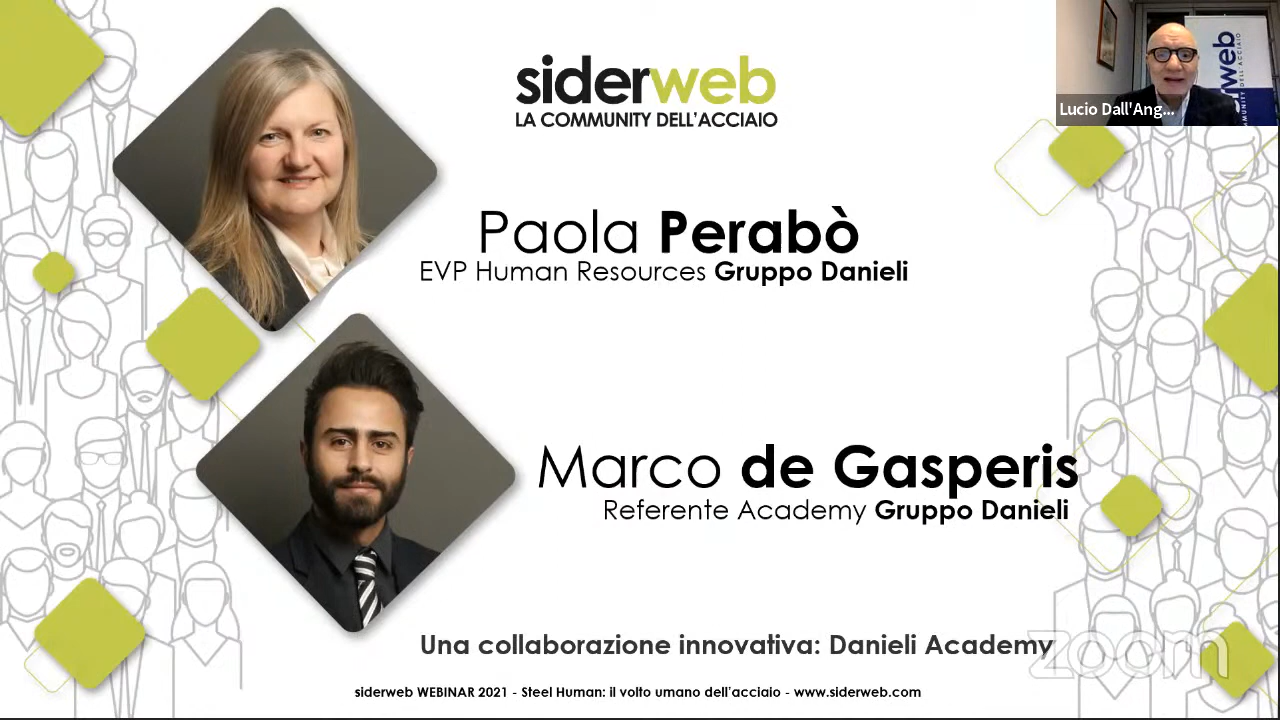 siderweb
LA COMMUNITY DELL'ACCIAIO
Lucio Dall'Ang...
Paola Perabò
EVP Human Resources Gruppo Danieli
Marco de Gasperis
Referente Academy Gruppo Danieli
Una collaborazione innovativa: Danieli Academy
zoom
siderweb WEBINAR 2021 - Steel Human: il volto umano dell'acciaio - www.siderweb.com